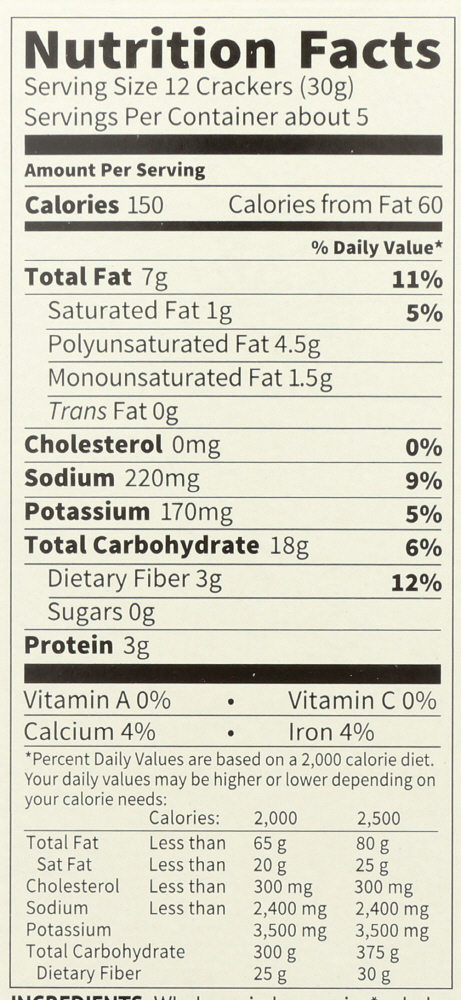 Nutrition Facts
Serving Size 12 Crackers (30g)
Servings Per Container about 5
Amount Per Serving
Calories 150 Calories from Fat 60
% Daily Value*
Total Fat 7g 11%
Saturated Fat 1g 5%
Polyunsaturated Fat 4.5g
Monounsaturated Fat 1.5g
Trans Fat 0g
Cholesterol 0mg 0%
Sodium 220mg 9%
Potassium 170mg 5%
Total Carbohydrate 18g 6%
Dietary Fiber 3g 12%
Sugars 0g
Protein 3g
Vitamin A 0% • Vitamin C 0%
Calcium 4% • Iron 4%
*Percent Daily Values are based on a 2,000 calorie diet.
Your daily values may be higher or lower depending on
your calorie needs:
Calories: 2,000 2,500
Total Fat Less than 65 g 80 g
Sat Fat Less than 20 g 25 g
Cholesterol Less than 300 mg 300 mg
Sodium Less than 2,400 mg 2,400 mg
Potassium 3,500 mg 3,500 mg
Total Carbohydrate 300 g 375 g
Dietary Fiber 25 g 30 g